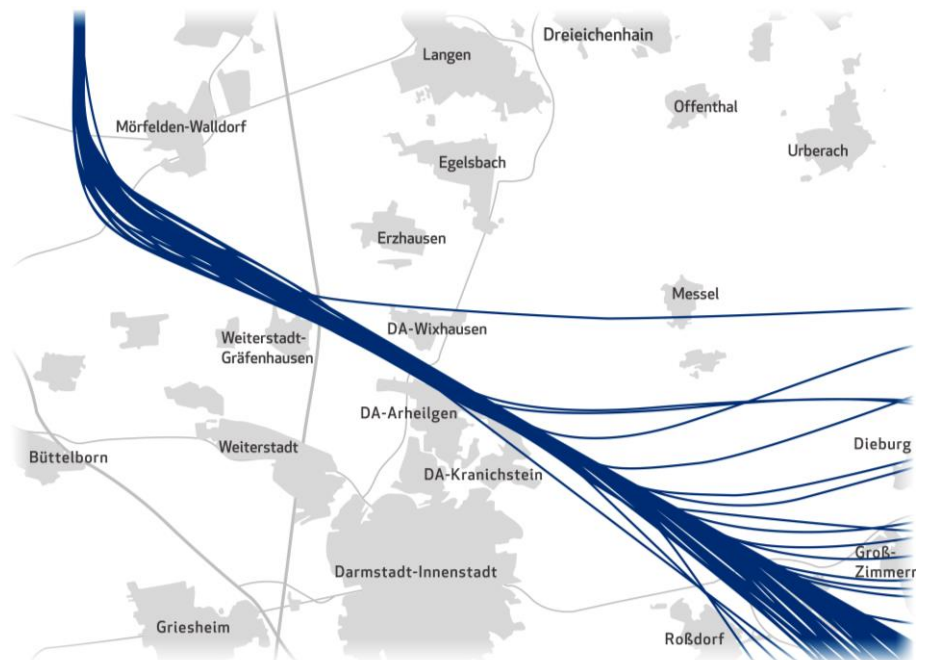 Dreieichenhain
Langen
Offenthal
Mörfelden-Walldorf
Urberach
Egelsbach
Erzhausen
Messel
DA-Wixhausen
Weiterstadt-
Gräfenhausen
DA-Arheilgen
Weiterstadt
Dieburg
Büttelborn
DA-Kranichstein
Groß-
Zimmern
Darmstadt-Innenstadt
Griesheim
Roßdorf